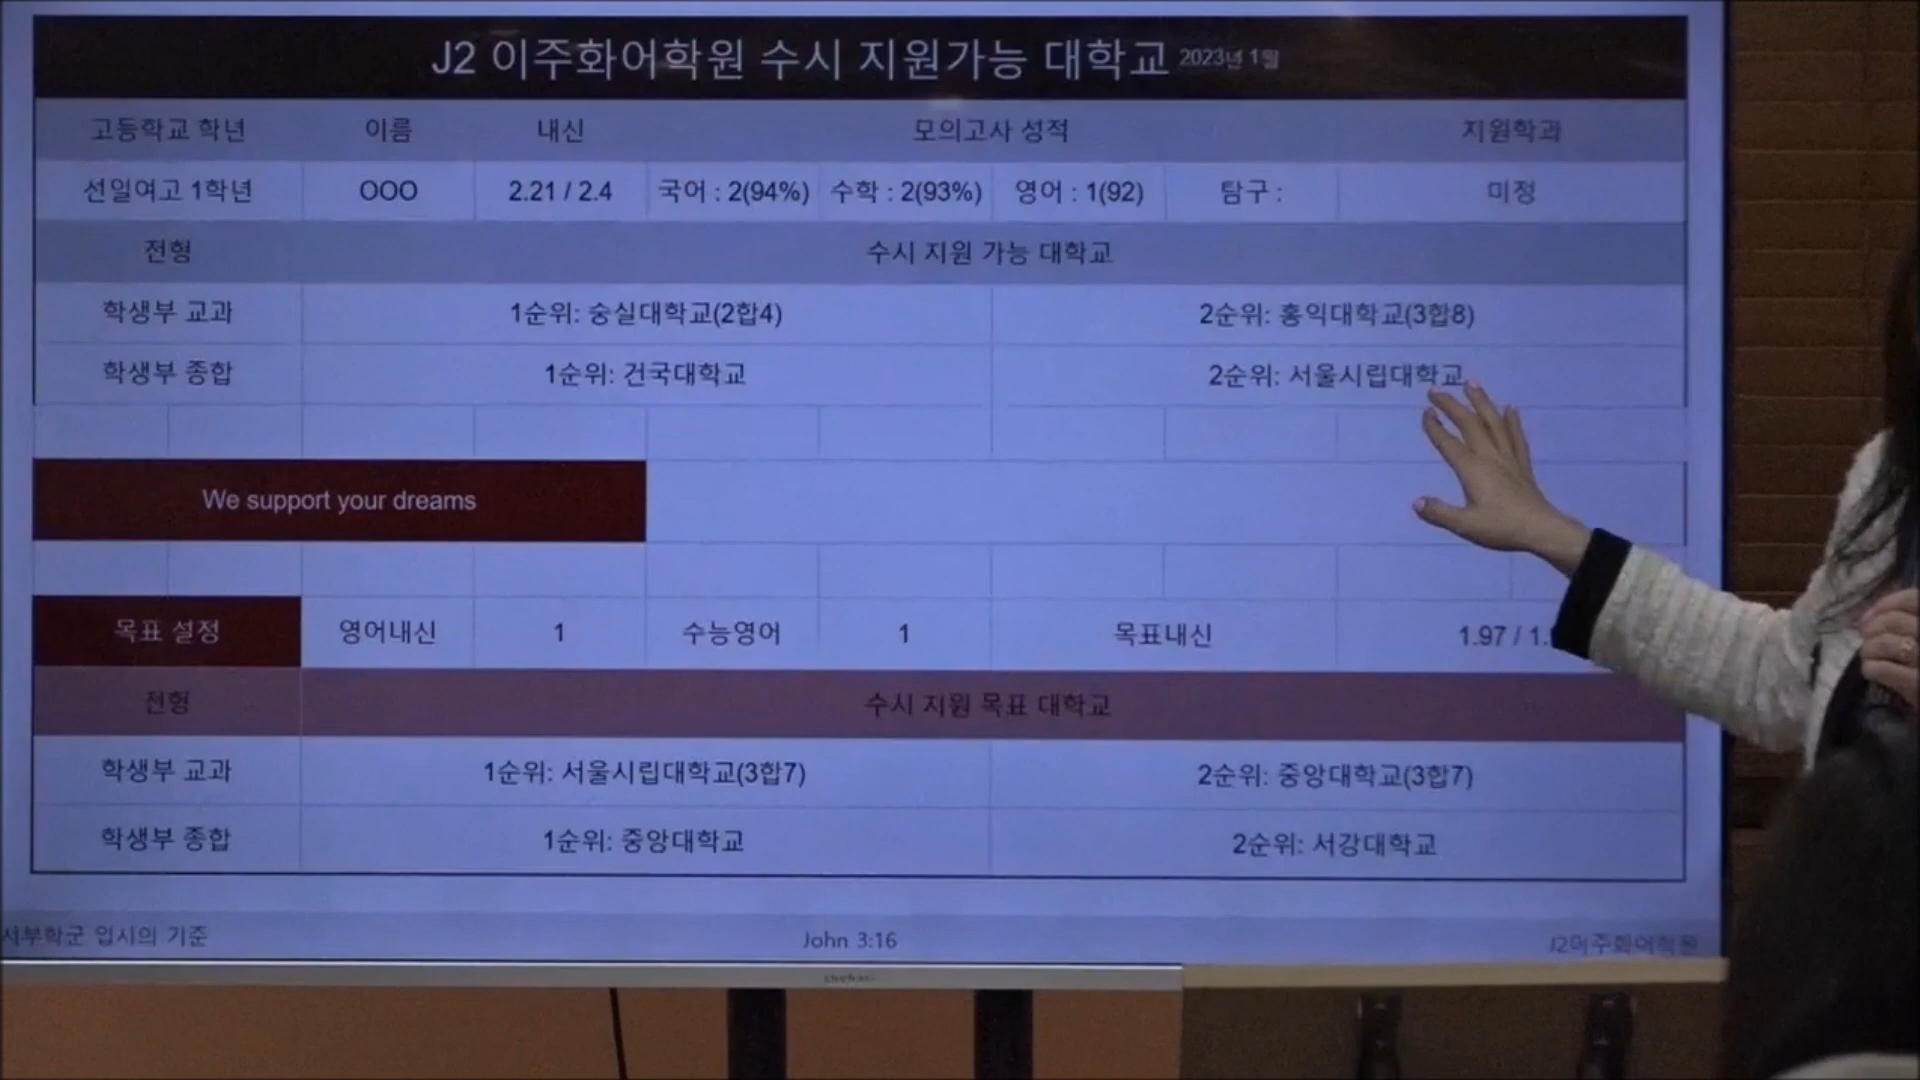 J2 이주화어학원 수시 지원가능 대학교 2023년 1월
고등학교 학년 이름 내신 모의고사 성적 지원학과
선일여고 1학년 OOO 2.21 / 2.4 국어 : 2(94%) 수학 : 2(93%) 영어 : 1(92) 탐구 : 미정
전형 수시 지원 가능 대학교
학생부 교과 1순위: 숭실대학교(2합4) 2순위: 홍익대학교(3합8)
학생부 종합 1순위: 건국대학교 2순위: 서울시립대학교
We support your dreams
목표 설정 영어내신 1 수능영어 1 목표내신 1.97 / 1.
전형 수시 지원 목표 대학교
학생부 교과 1순위: 서울시립대학교(3합7) 2순위: 중앙대학교(3합7)
학생부 종합 1순위: 중앙대학교 2순위: 서강대학교
서부학군 입시의 기준 John 3:16 J2이주화어학원